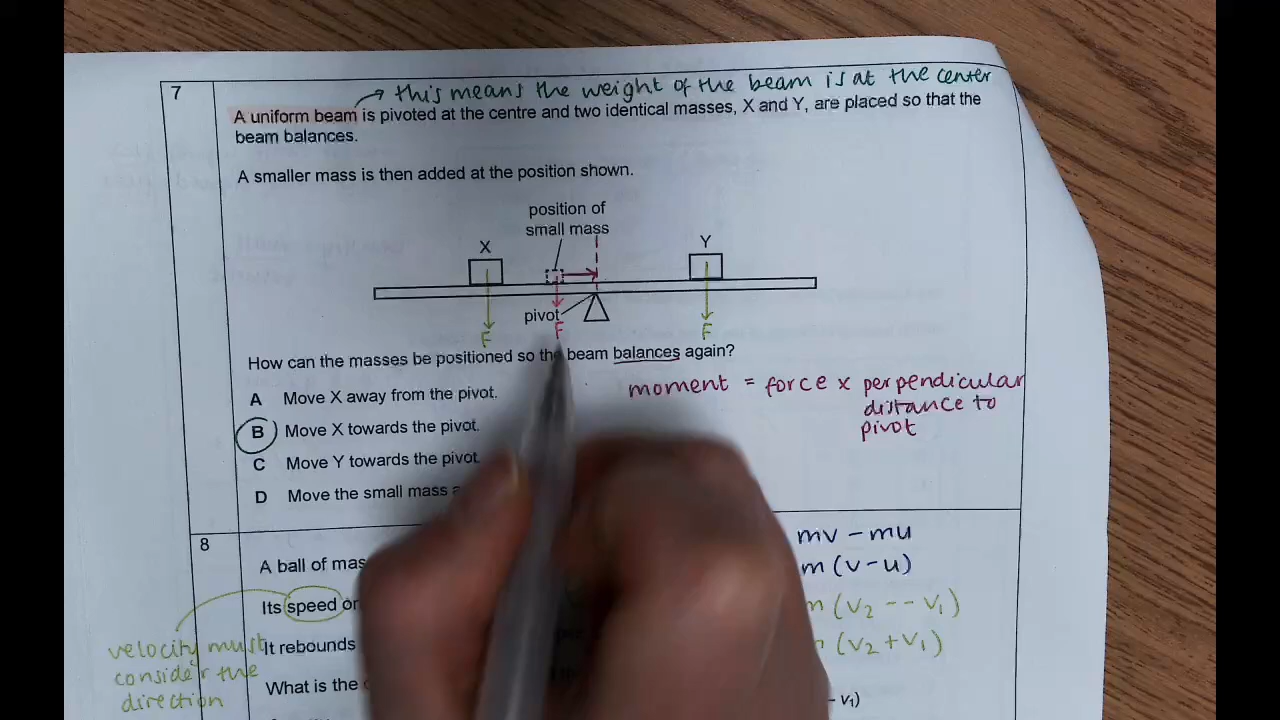 7
→ this means the weight of the beam is at the center
A uniform beam is pivoted at the centre and two identical masses, X and Y, are placed so that the
beam balances.
A smaller mass is then added at the position shown.
position of
small mass
X
Y
pivot
F
F
F
How can the masses be positioned so the beam balances again?
moment = force x perpendicular
distance to
pivot
A Move X away from the pivot.
B Move X towards the pivot.
C Move Y towards the pivot.
D Move the small mass
8
mv - mu
A ball of mas
m (v-u)
Its speed
(v2 -- v1)
velocity must
It rebounds
(v2 + v1)
consider the
What is the
direction
- v1)